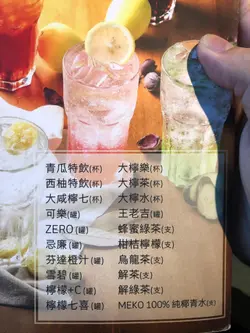 青瓜特飲(杯) 大檸樂(杯)
西柚特飲(杯) 大檸茶(杯)
大咸檸七(杯) 大檸水(杯)
可樂(罐) 王老吉(罐)
ZERO(罐) 蜂蜜綠茶(支)
忌廉(罐) 柑桔檸檬(支)
芬達橙汁(罐) 烏龍茶(支)
雪碧(罐) 解茶(支)
檸檬+C(罐) 解綠茶(支)
檸檬七喜(罐) MEKO 100% 純椰青水(支)